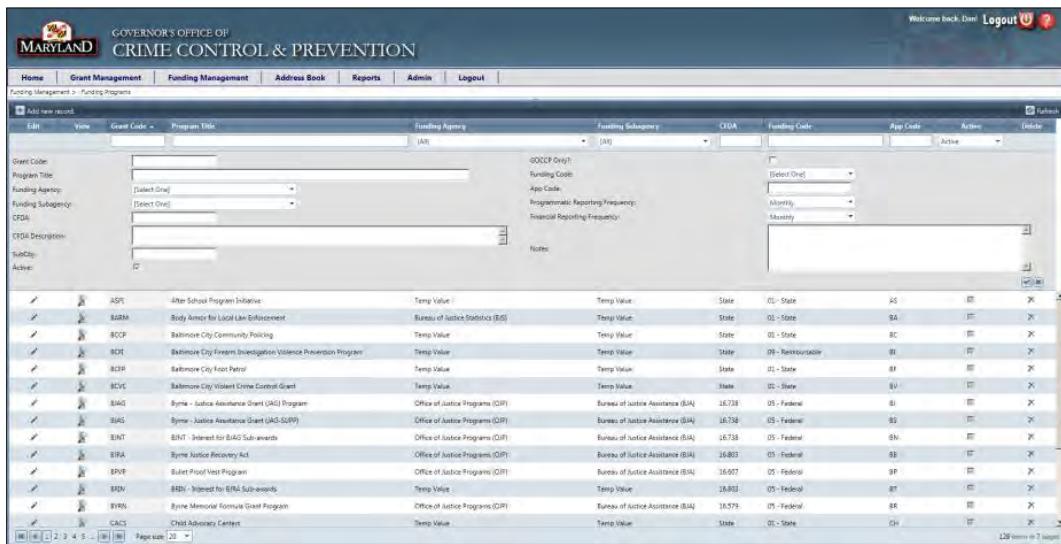 Welcome back, Dan! Logout
MARYLAND
GOVERNOR'S OFFICE OF
CRIME CONTROL & PREVENTION
Home Grant Management Funding Management Address Book Reports Admin Logout
Funding Management > Funding Programs
Add new record Refresh
Edit View Grant Code Program Title Funding Agency Funding Subagency CFDA Funding Code App Code Active Delete
(All) (All) Active
Grant Code: GOCCP Only?:
Program Title: Funding Code: [Select One]
Funding Agency: [Select One] App Code:
Funding Subagency: [Select One] Programmatic Reporting Frequency: Monthly
CFDA: Financial Reporting Frequency: Monthly
CFDA Description:
Notes:
Active:
ASPI After School Program Initiative Temp Value Temp Value State 01 - State AS
BARM Body Armor for Local Law Enforcement Bureau of Justice Statistics (BJS) Temp Value State 01 - State BA
BCCP Baltimore City Community Policing Temp Value Temp Value State 01 - State BC
Baltimore City Firearm Investigation Violence Prevention Program Temp Value Temp Value State 09 - Reimbursable
BCFP Baltimore City Foot Patrol Temp Value Temp Value State 01 - State BF
BCVC Baltimore City Violent Crime Control Grant Temp Value Temp Value State 01 - State BV
BJAG Byrne - Justice Assistance Grant (JAG) Program Office of Justice Programs (OJP) Bureau of Justice Assistance (BJA) 16.738 05 - Federal BJ
BJAS Byrne - Justice Assistance Grant (JAG-SUPP) Office of Justice Programs (OJP) Bureau of Justice Assistance (BJA) 16.738 05 - Federal BS
BJNT BJNT - Interest for BJAG Sub-awards Office of Justice Programs (OJP) Bureau of Justice Assistance (BJA) 16.738 05 - Federal BN
BJRA Byrne Justice Recovery Act Office of Justice Programs (OJP) Bureau of Justice Assistance (BJA) 16.803 05 - Federal
BPVP Bullet Proof Vest Program Office of Justice Programs (OJP) Bureau of Justice Assistance (BJA) 16.607 05 - Federal BP
BRIN BRIN - Interest for BJRA Sub-awards Temp Value Temp Value 16.803 05 - Federal BT
BYRN Byrne Memorial Formula Grant Program Office of Justice Programs (OJP) Bureau of Justice Assistance (BJA) 16.579 05 - Federal BR
CACS Child Advocacy Centers Temp Value Temp Value State 01 - State CH
1 2 3 4 5 ... Page size: 20 items in 7 pages